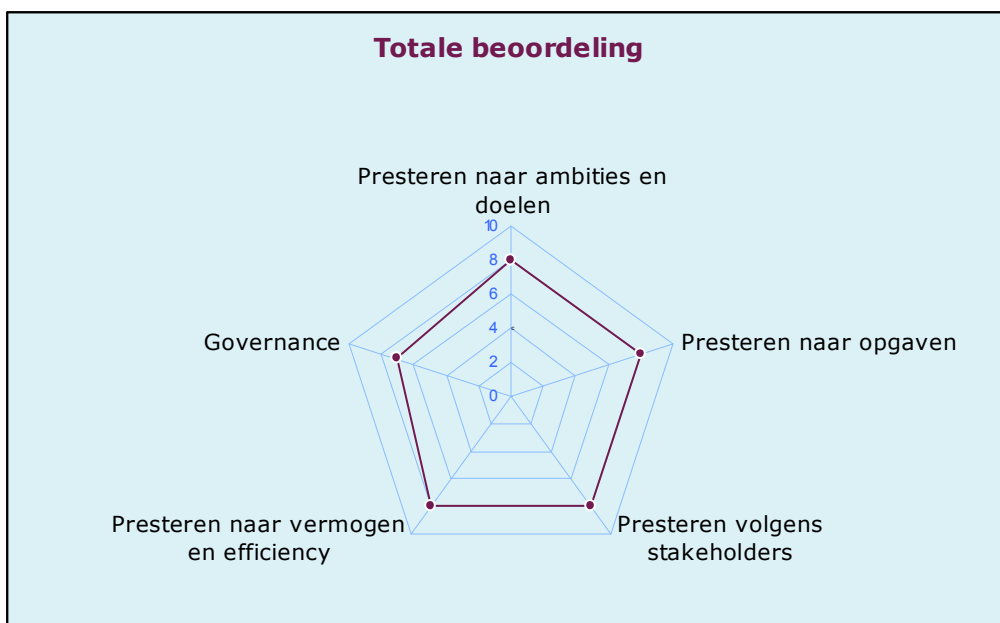 Totale beoordeling
Presteren naar ambities en
doelen
10
8
6
4
2
0
Governance
Presteren naar opgaven
Presteren naar vermogen
en efficiency
Presteren volgens
stakeholders